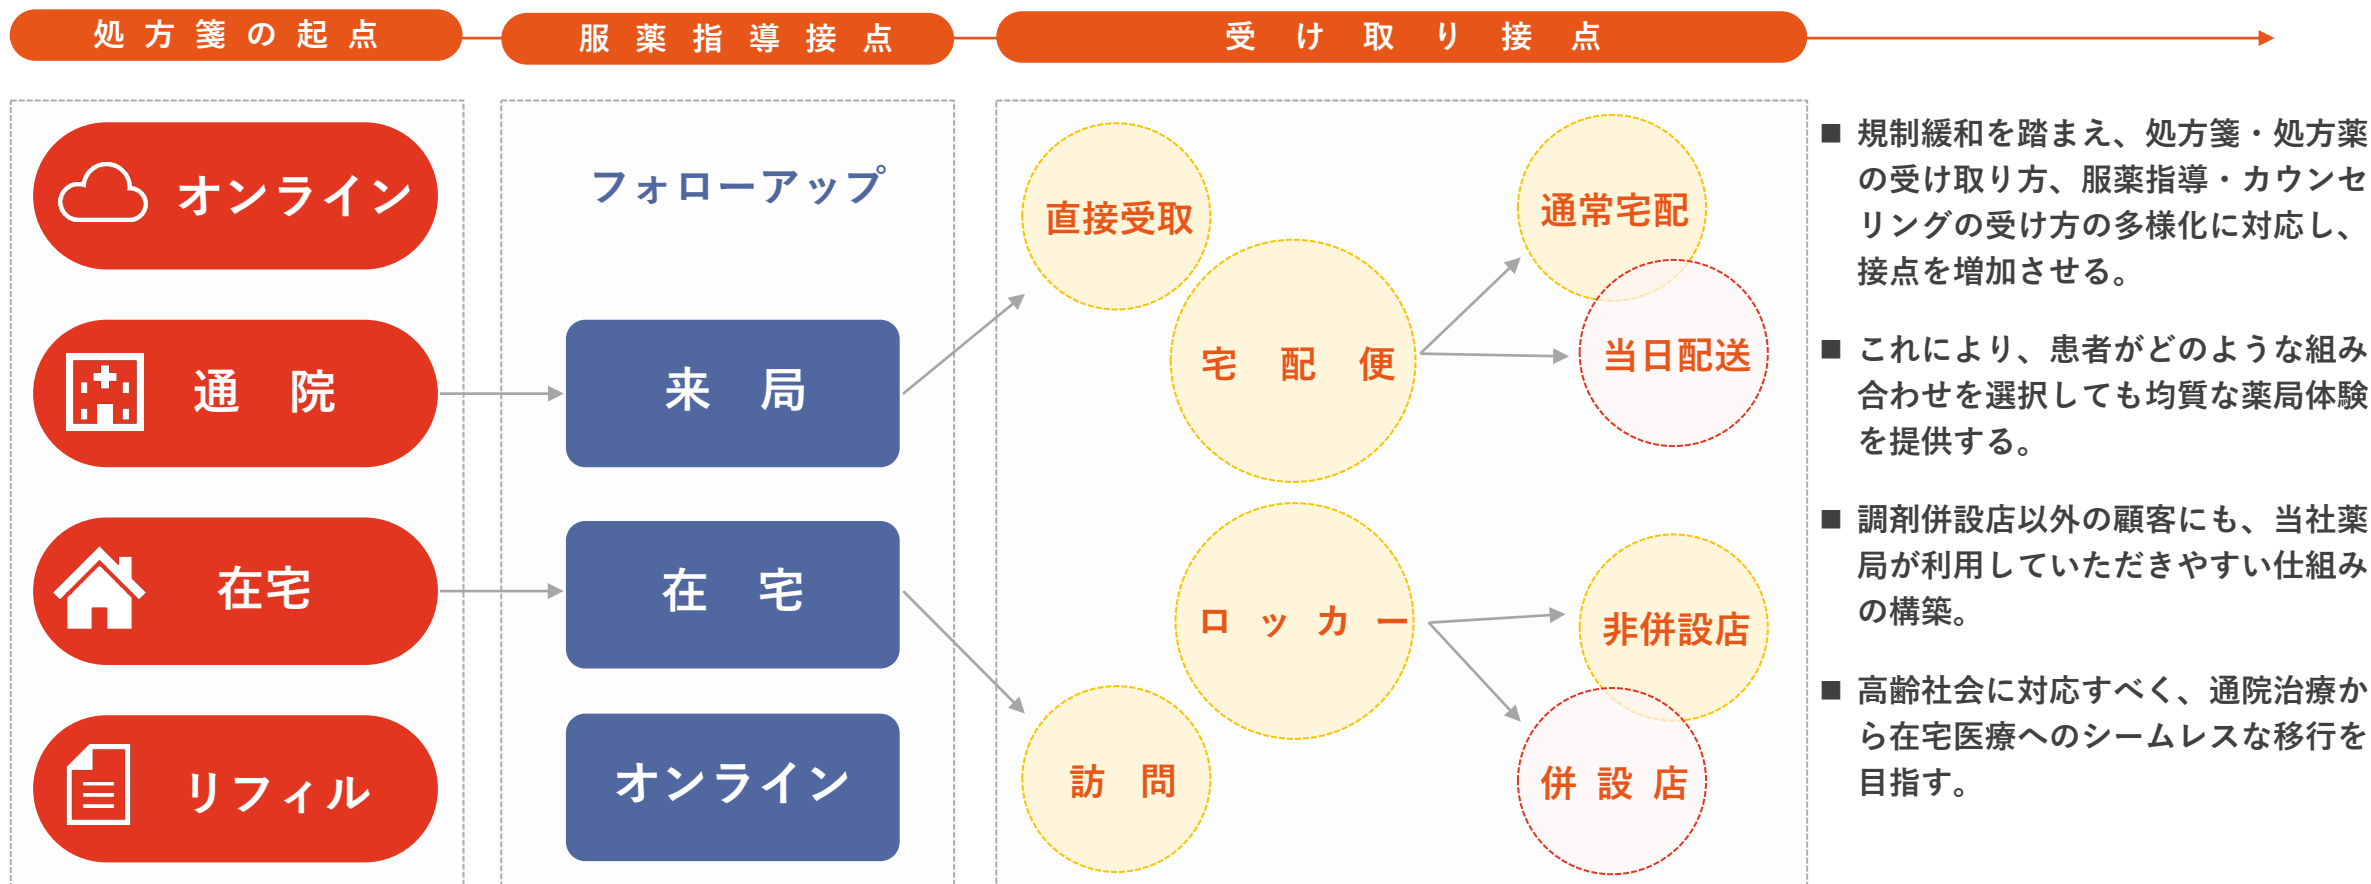 処方箋の起点
服薬指導接点
受け取り接点
オンライン
通院
在宅
リフィル
フォローアップ
来局
在宅
オンライン
直接受取
宅配便
通常宅配
当日配送
ロッカー
非併設店
併設店
訪問
■ 規制緩和を踏まえ、処方箋・処方薬
の受け取り方、服薬指導・カウンセ
リングの受け方の多様化に対応し、
接点を増加させる。
■ これにより、患者がどのような組み
合わせを選択しても均質な薬局体験
を提供する。
■ 調剤併設店以外の顧客にも、当社薬
局が利用していただきやすい仕組み
の構築。
■ 高齢社会に対応すべく、通院治療か
ら在宅医療へのシームレスな移行を
目指す。